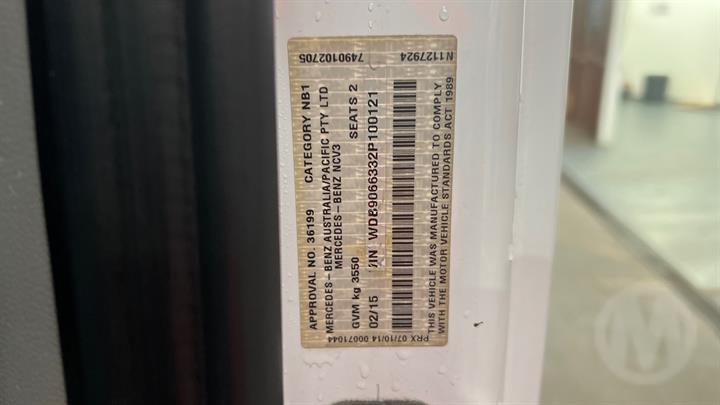 APPROVAL NO. 36199 CATEGORY NB1
MERCEDES-BENZ AUSTRALIA/PACIFIC PTY LTD
MERCEDES-BENZ NCV3
GVM kg 3550 SEATS 2
02/15 VIN WDB9066332P100121
THIS VEHICLE WAS MANUFACTURED TO COMPLY
WITH THE MOTOR VEHICLE STANDARDS ACT 1989
PRX 07/10/14 00071044
7490102705
N1127924
M